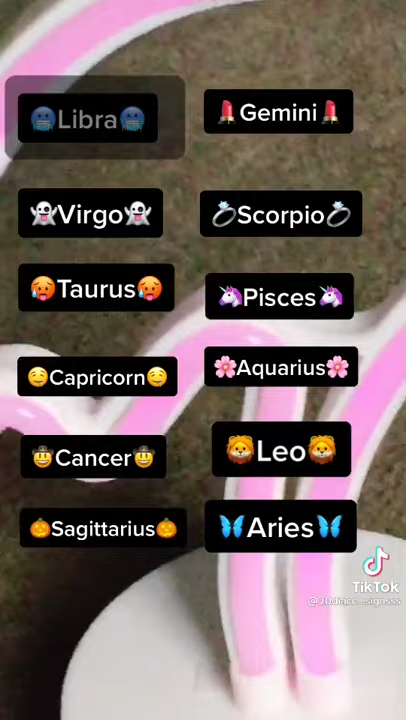 🥶Libra🥶
💄Gemini💄
👻Virgo👻
💍Scorpio💍
🥵Taurus🥵
🦄Pisces🦄
🤤Capricorn🤤
🌸Aquarius🌸
🤠Cancer🤠
🦁Leo🦁
🎃Sagittarius🎃
🦋Aries🦋
TikTok